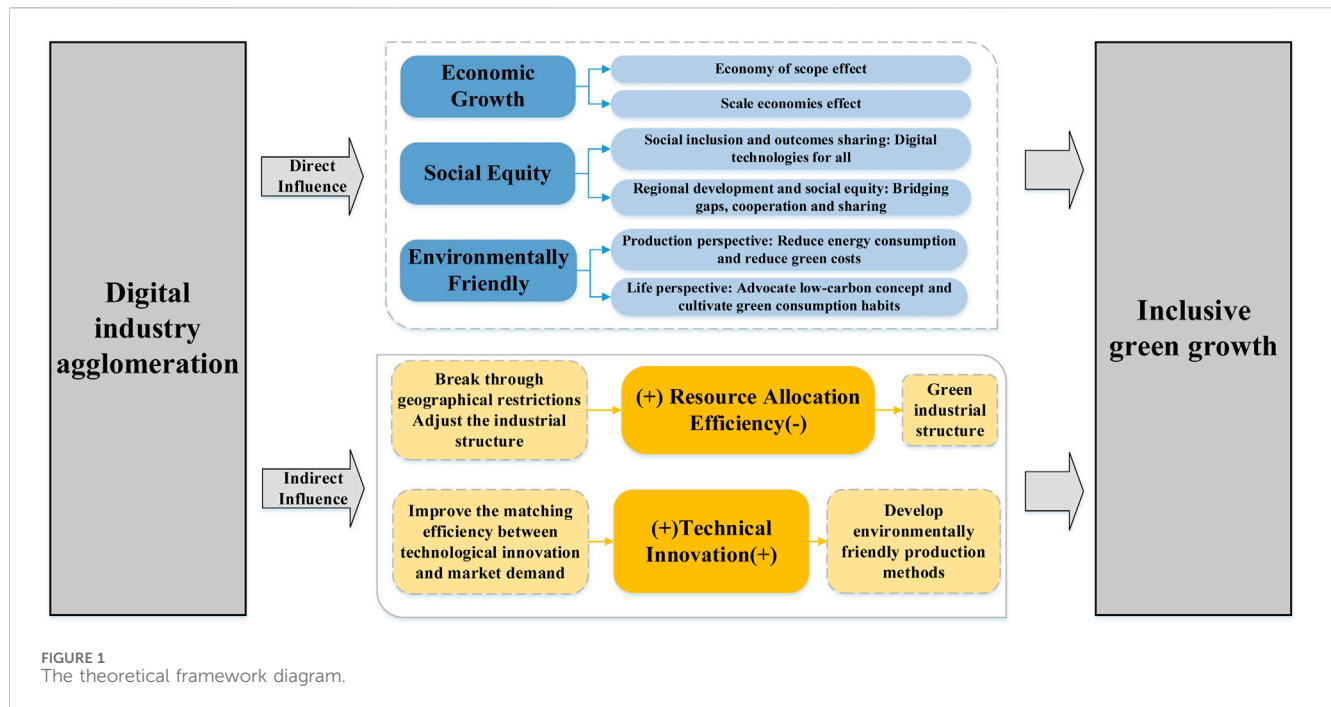 Digital
industry
agglomeration
Direct
Influence
Economic
Growth
Economy of scope effect
Scale economies effect
Social Equity
Social inclusion and outcomes sharing: Digital
technologies for all
Regional development and social equity: Bridging
gaps, cooperation and sharing
Environmentally
Friendly
Production perspective: Reduce energy consumption
and reduce green costs
Life perspective: Advocate low-carbon concept and
cultivate green consumption habits
Indirect
Influence
Break through
geographical restrictions
Adjust the industrial
structure
(+) Resource Allocation
Efficiency(-)
Green
industrial
structure
Improve the matching
efficiency between
technological innovation
and market demand
(+)Technical
Innovation(+)
Develop
environmentally
friendly production
methods
Inclusive
green growth
FIGURE 1
The theoretical framework diagram.